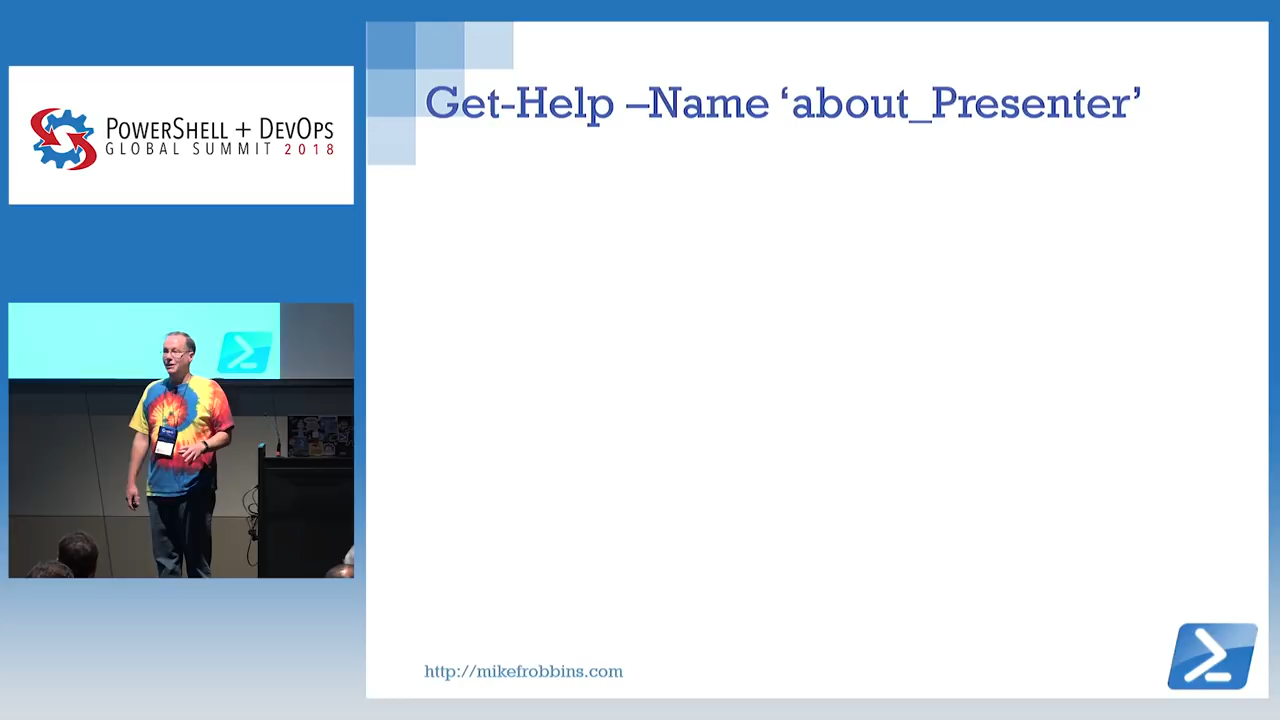 POWERSHELL + DEVOPS
GLOBAL SUMMIT 2018
Get-Help –Name ‘about_Presenter’
http://mikefrobbins.com